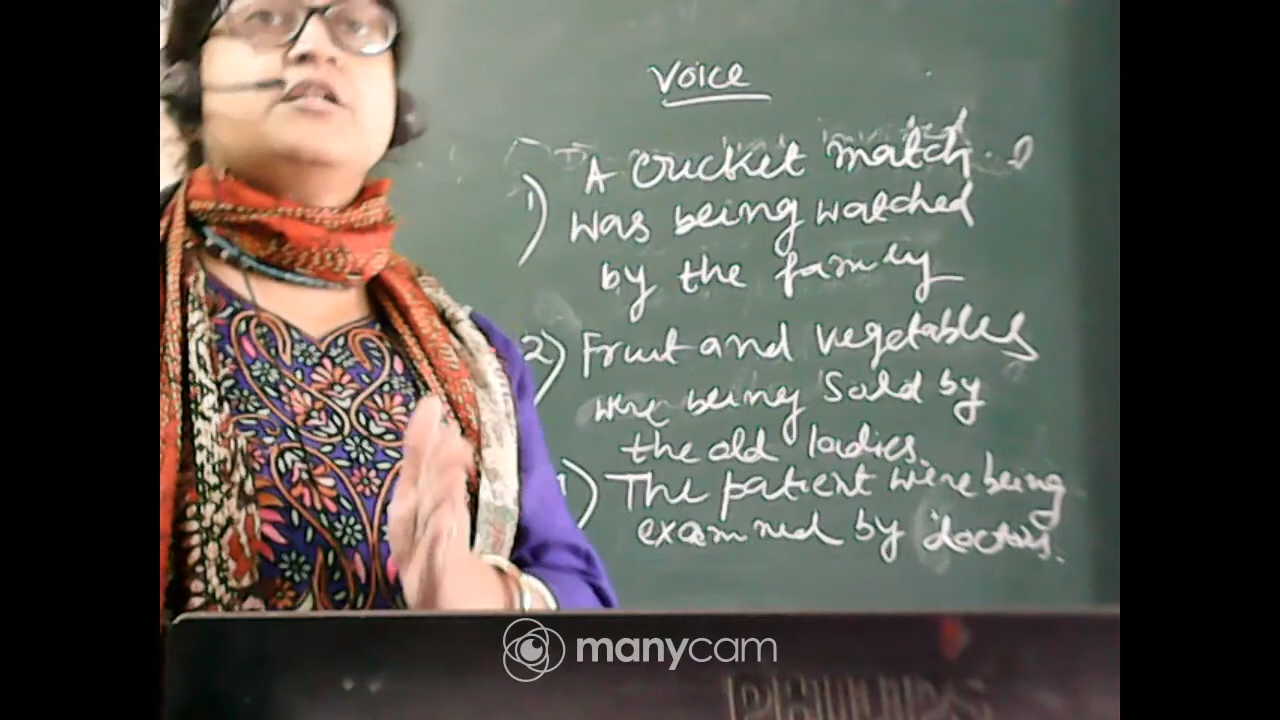 Voice
A cricket match
1) was being watched
by the family
2) Fruit and vegetables
were being Sold by
the old ladies.
) The patient were being
examined by doctors.
manycam
PHILIPS